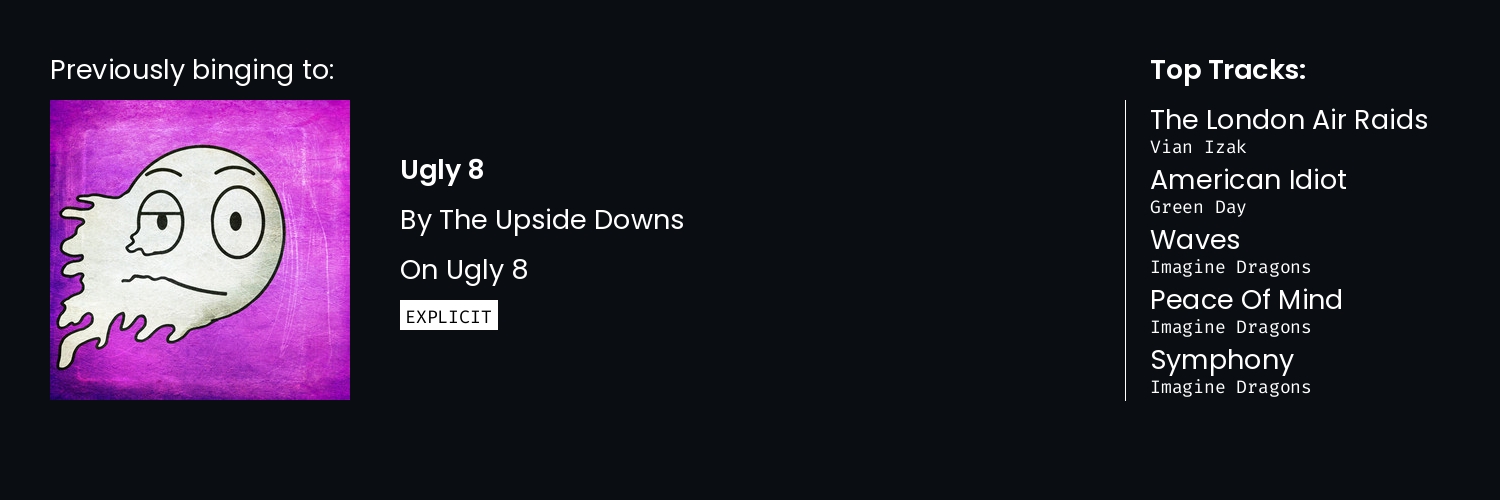 Previously binging to:
Ugly 8
By The Upside Downs
On Ugly 8
EXPLICIT
Top Tracks:
The London Air Raids
Vian Izak
American Idiot
Green Day
Waves
Imagine Dragons
Peace Of Mind
Imagine Dragons
Symphony
Imagine Dragons